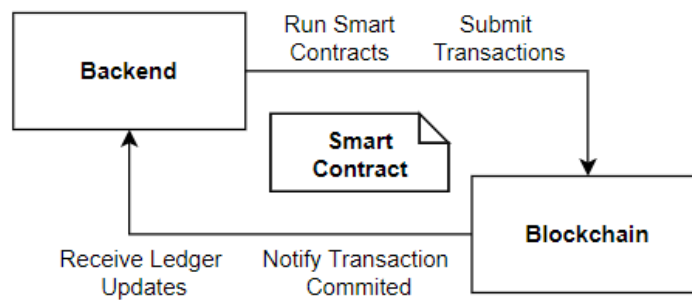 Run Smart
Contracts
Submit
Transactions
Backend
Smart
Contract
Blockchain
Receive Ledger
Updates
Notify Transaction
Commited